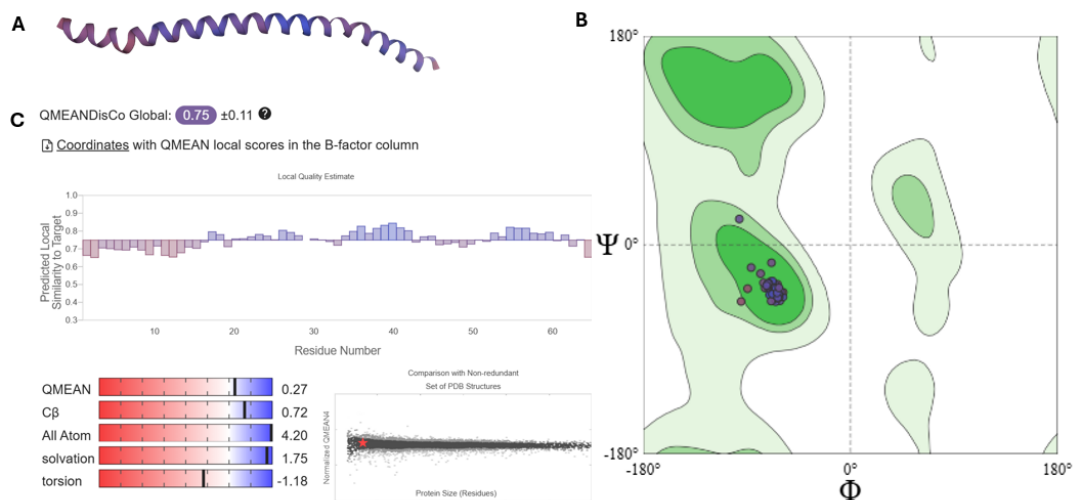 A
B
180°
Ψ
0°
-180°
-180°
0°
180°
Φ
C
QMEANDisCo Global: 0.75 ±0.11 ?
Coordinates with QMEAN local scores in the B-factor column
Local Quality Estimate
Predicted Local
Similarity to Target
1.0
0.9
0.8
0.7
0.6
0.5
0.4
0.3
10 20 30 40 50 60
Residue Number
QMEAN 0.27
Cβ 0.72
All Atom 4.20
solvation 1.75
torsion -1.18
Comparison with Non-redundant
Set of PDB Structures
Normalized QMEAN4
Protein Size (Residues)